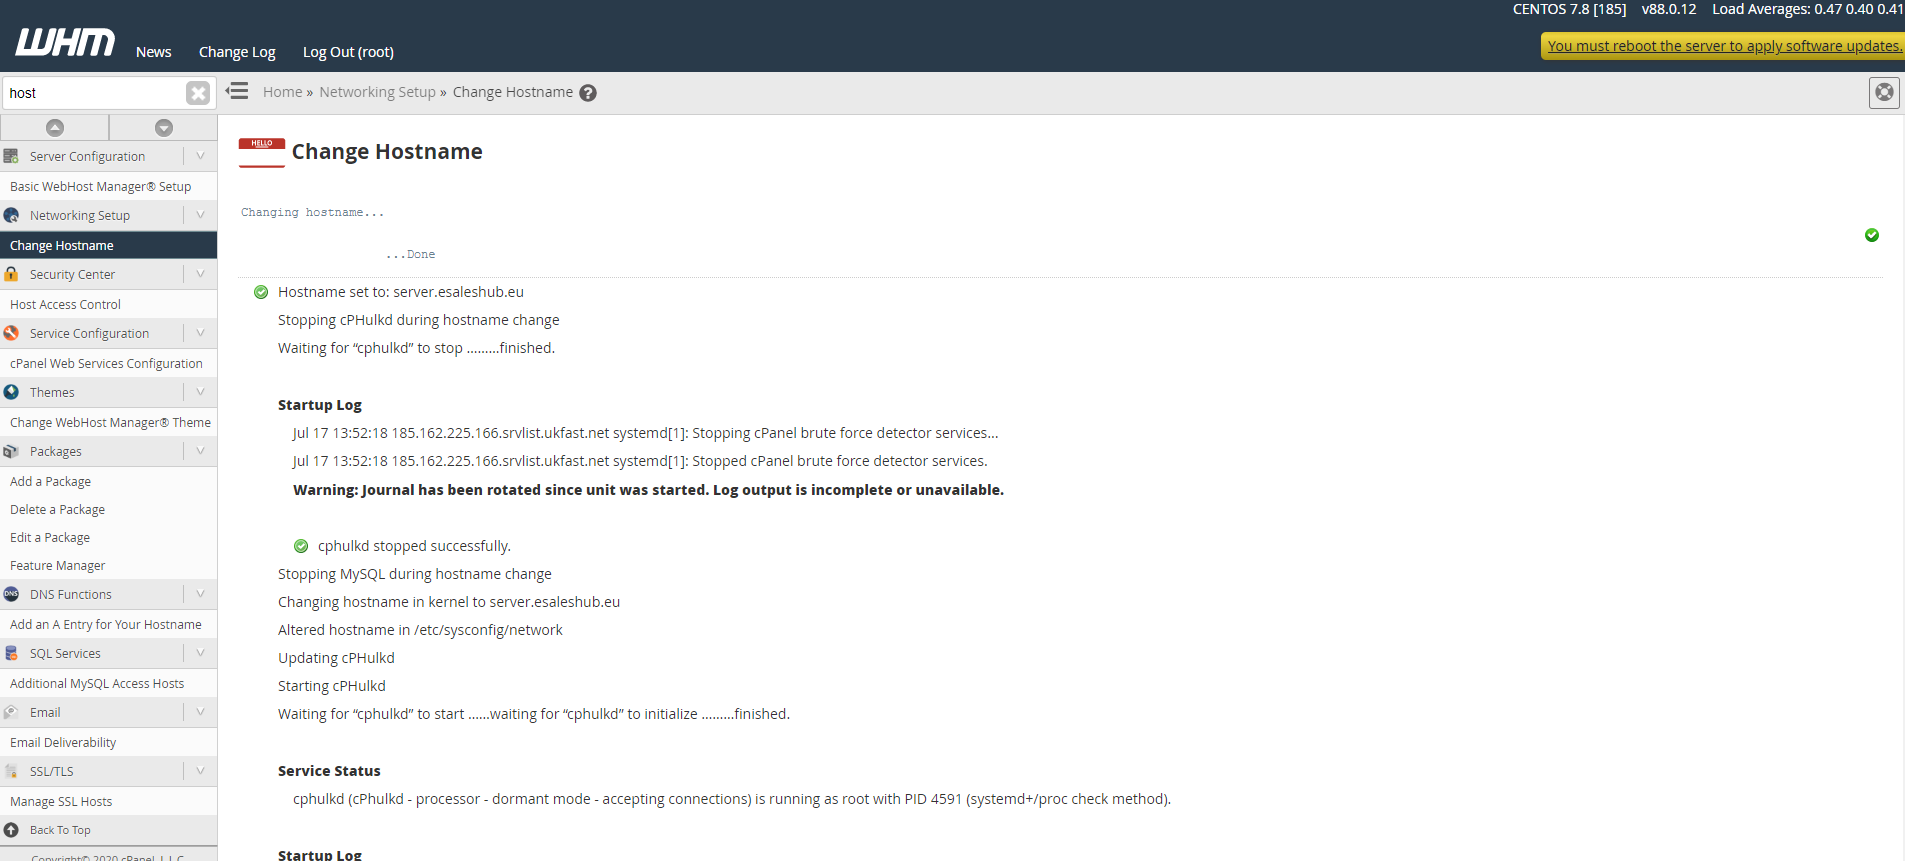 CENTOS 7.8 [185] v88.0.12 Load Averages: 0.47 0.40 0.41
WHM
News Change Log Log Out (root)
You must reboot the server to apply software updates.
host
Home » Networking Setup » Change Hostname ?
Server Configuration
Basic WebHost Manager® Setup
Networking Setup
Change Hostname
Security Center
Host Access Control
Service Configuration
cPanel Web Services Configuration
Themes
Change WebHost Manager® Theme
Packages
Add a Package
Delete a Package
Edit a Package
Feature Manager
DNS
DNS Functions
Add an A Entry for Your Hostname
SQL Services
Additional MySQL Access Hosts
Email
Email Deliverability
SSL/TLS
Manage SSL Hosts
Back To Top
Copyright© 2020 cPanel, L.L.C.
HELLO
Change Hostname
Changing hostname...
...Done
Hostname set to: server.esaleshub.eu
Stopping cPHulkd during hostname change
Waiting for “cphulkd” to stop .........finished.
Startup Log
Jul 17 13:52:18 185.162.225.166.srvlist.ukfast.net systemd[1]: Stopping cPanel brute force detector services...
Jul 17 13:52:18 185.162.225.166.srvlist.ukfast.net systemd[1]: Stopped cPanel brute force detector services.
Warning: Journal has been rotated since unit was started. Log output is incomplete or unavailable.
cphulkd stopped successfully.
Stopping MySQL during hostname change
Changing hostname in kernel to server.esaleshub.eu
Altered hostname in /etc/sysconfig/network
Updating cPHulkd
Starting cPHulkd
Waiting for “cphulkd” to start ......waiting for “cphulkd” to initialize .........finished.
Service Status
cphulkd (cPhulkd - processor - dormant mode - accepting connections) is running as root with PID 4591 (systemd+/proc check method).
Startup Log